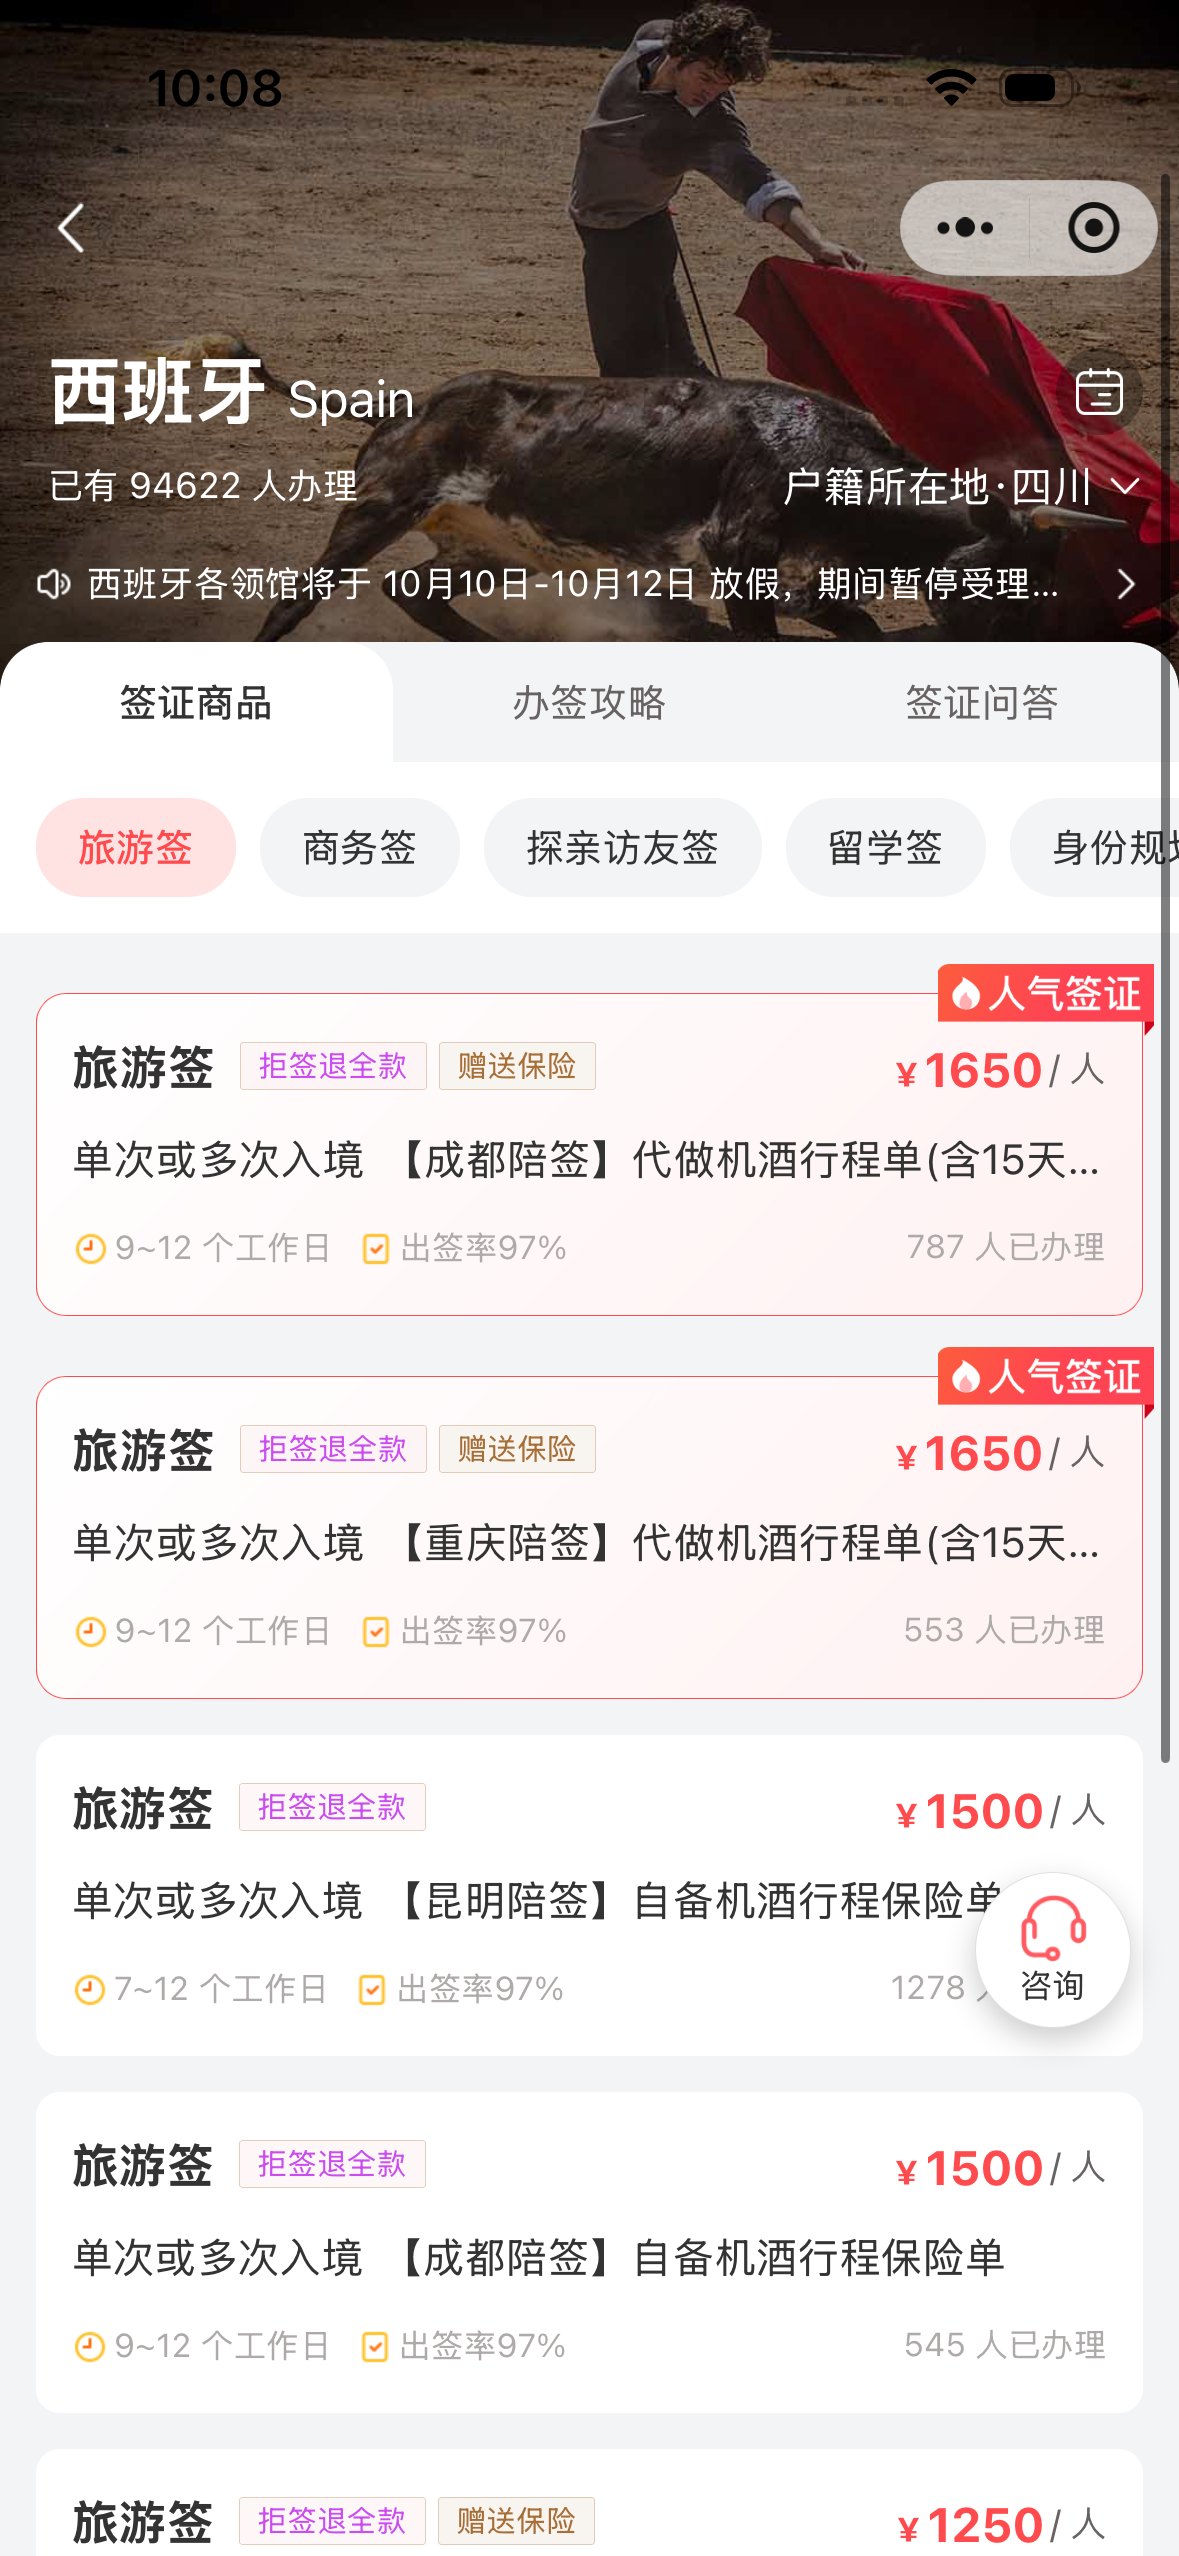 10:08
西班牙 Spain
已有 94622 人办理
户籍所在地·四川
西班牙各领馆将于 10月10日-10月12日 放假，期间暂停受理...
签证商品 办签攻略 签证问答
旅游签 商务签 探亲访友签 留学签 身份规
人气签证
旅游签 拒签退全款 赠送保险 ¥1650/人
单次或多次入境 【成都陪签】代做机酒行程单(含15天...
9~12 个工作日 出签率97% 787 人已办理
人气签证
旅游签 拒签退全款 赠送保险 ¥1650/人
单次或多次入境 【重庆陪签】代做机酒行程单(含15天...
9~12 个工作日 出签率97% 553 人已办理
旅游签 拒签退全款 ¥1500/人
单次或多次入境 【昆明陪签】自备机酒行程保险单
7~12 个工作日 出签率97% 1278
咨询
旅游签 拒签退全款 ¥1500/人
单次或多次入境 【成都陪签】自备机酒行程保险单
9~12 个工作日 出签率97% 545 人已办理
旅游签 拒签退全款 赠送保险 ¥1250/人